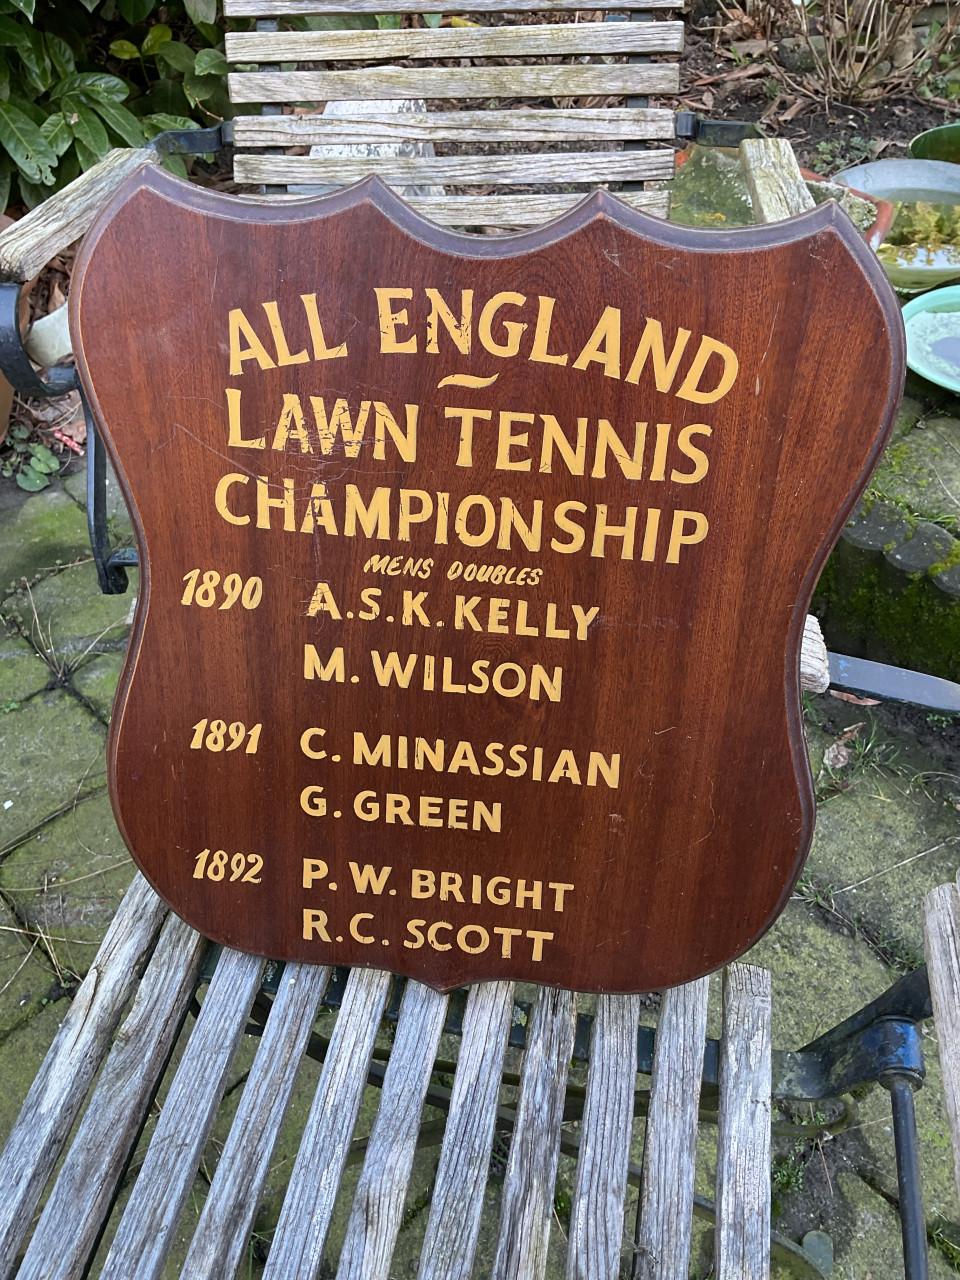 ALL ENGLAND
LAWN TENNIS
CHAMPIONSHIP
MENS DOUBLES
1890 A.S.K. KELLY
M. WILSON
1891 C. MINASSIAN
G. GREEN
1892 P. W. BRIGHT
R.C. SCOTT